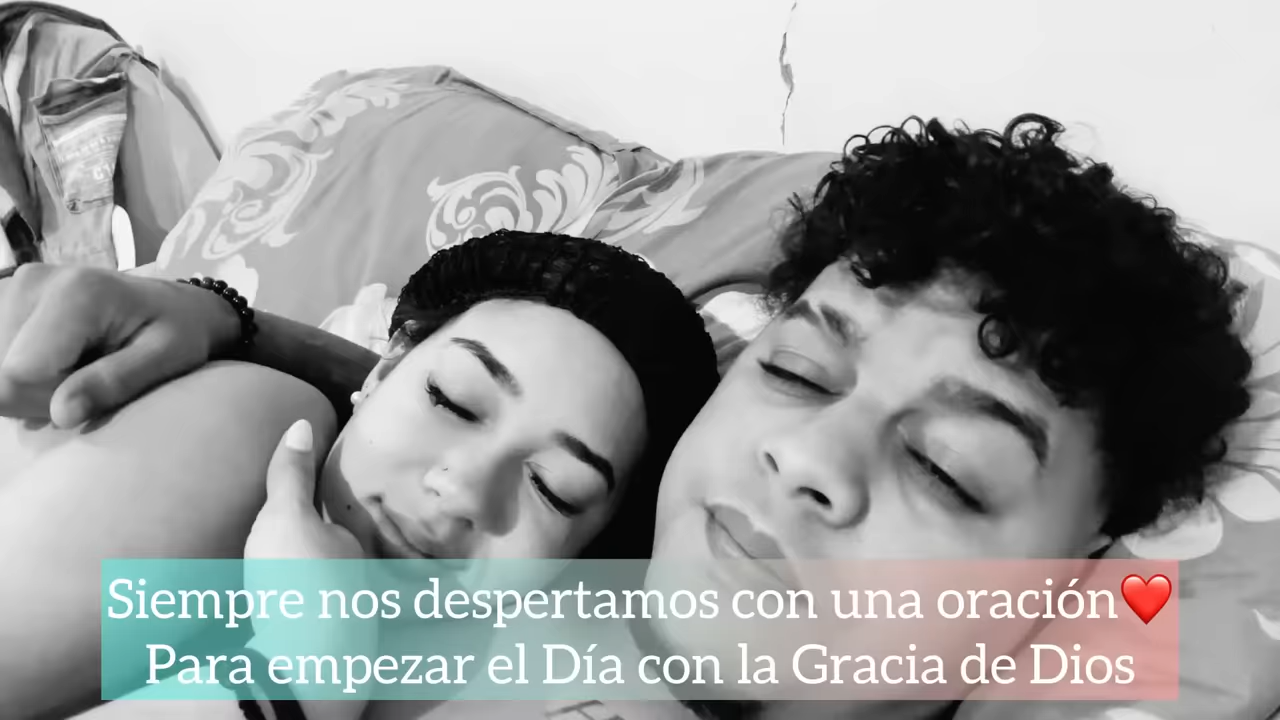 Siempre nos despertamos con una oración❤️
Para empezar el Día con la Gracia de Dios